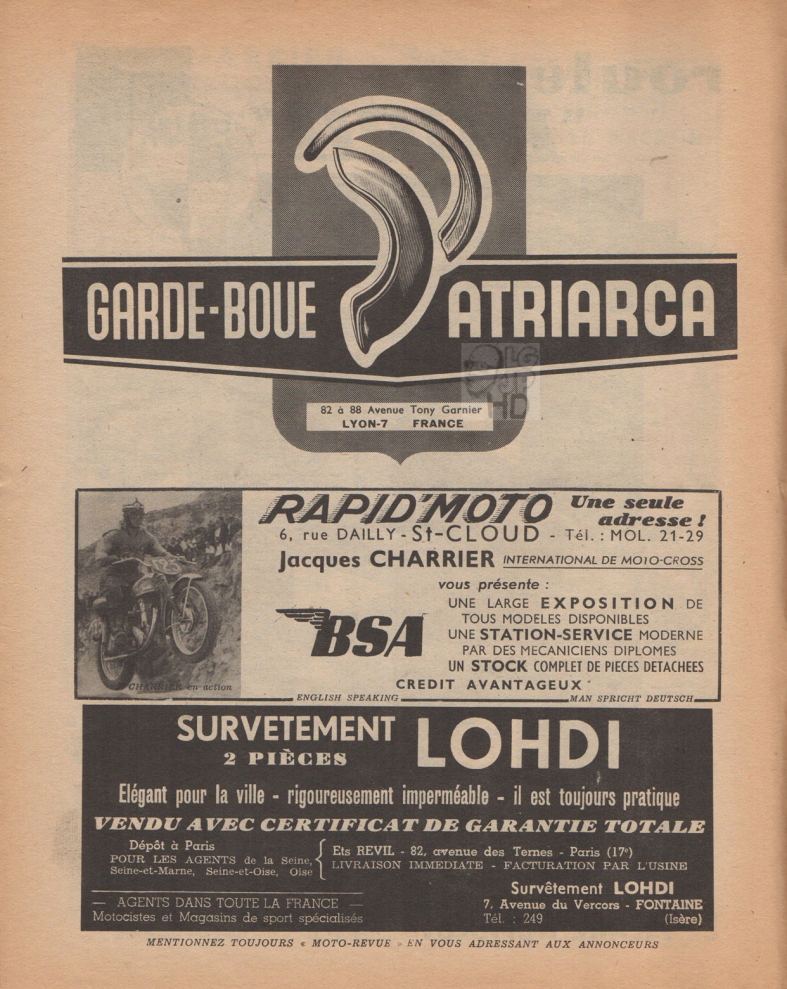 GARDE-BOUE PATRIARCA
82 à 88 Avenue Tony Garnier
LYON-7 FRANCE
LG
JP
HD
RAPID'MOTO
Une seule
adresse !
6, rue DAILLY - St-CLOUD - Tél. : MOL. 21-29
Jacques CHARRIER INTERNATIONAL DE MOTO-CROSS
vous présente :
BSA
UNE LARGE EXPOSITION DE
TOUS MODELES DISPONIBLES
UNE STATION-SERVICE MODERNE
PAR DES MECANICIENS DIPLOMES
UN STOCK COMPLET DE PIECES DETACHEES
CREDIT AVANTAGEUX
CHARRIER en action
ENGLISH SPEAKING
MAN SPRICHT DEUTSCH
SURVETEMENT LOHDI
2 PIÈCES
Elégant pour la ville - rigoureusement imperméable - il est toujours pratique
VENDU AVEC CERTIFICAT DE GARANTIE TOTALE
Dépôt à Paris
POUR LES AGENTS de la Seine,
Seine-et-Marne, Seine-et-Oise, Oise
Ets REVIL - 82, avenue des Ternes - Paris (17e)
LIVRAISON IMMEDIATE - FACTURATION PAR L'USINE
— AGENTS DANS TOUTE LA FRANCE —
Motocistes et Magasins de sport spécialisés
Survêtement LOHDI
7, Avenue du Vercors - FONTAINE
Tél. : 249 (Isère)
MENTIONNEZ TOUJOURS « MOTO-REVUE » EN VOUS ADRESSANT AUX ANNONCEURS